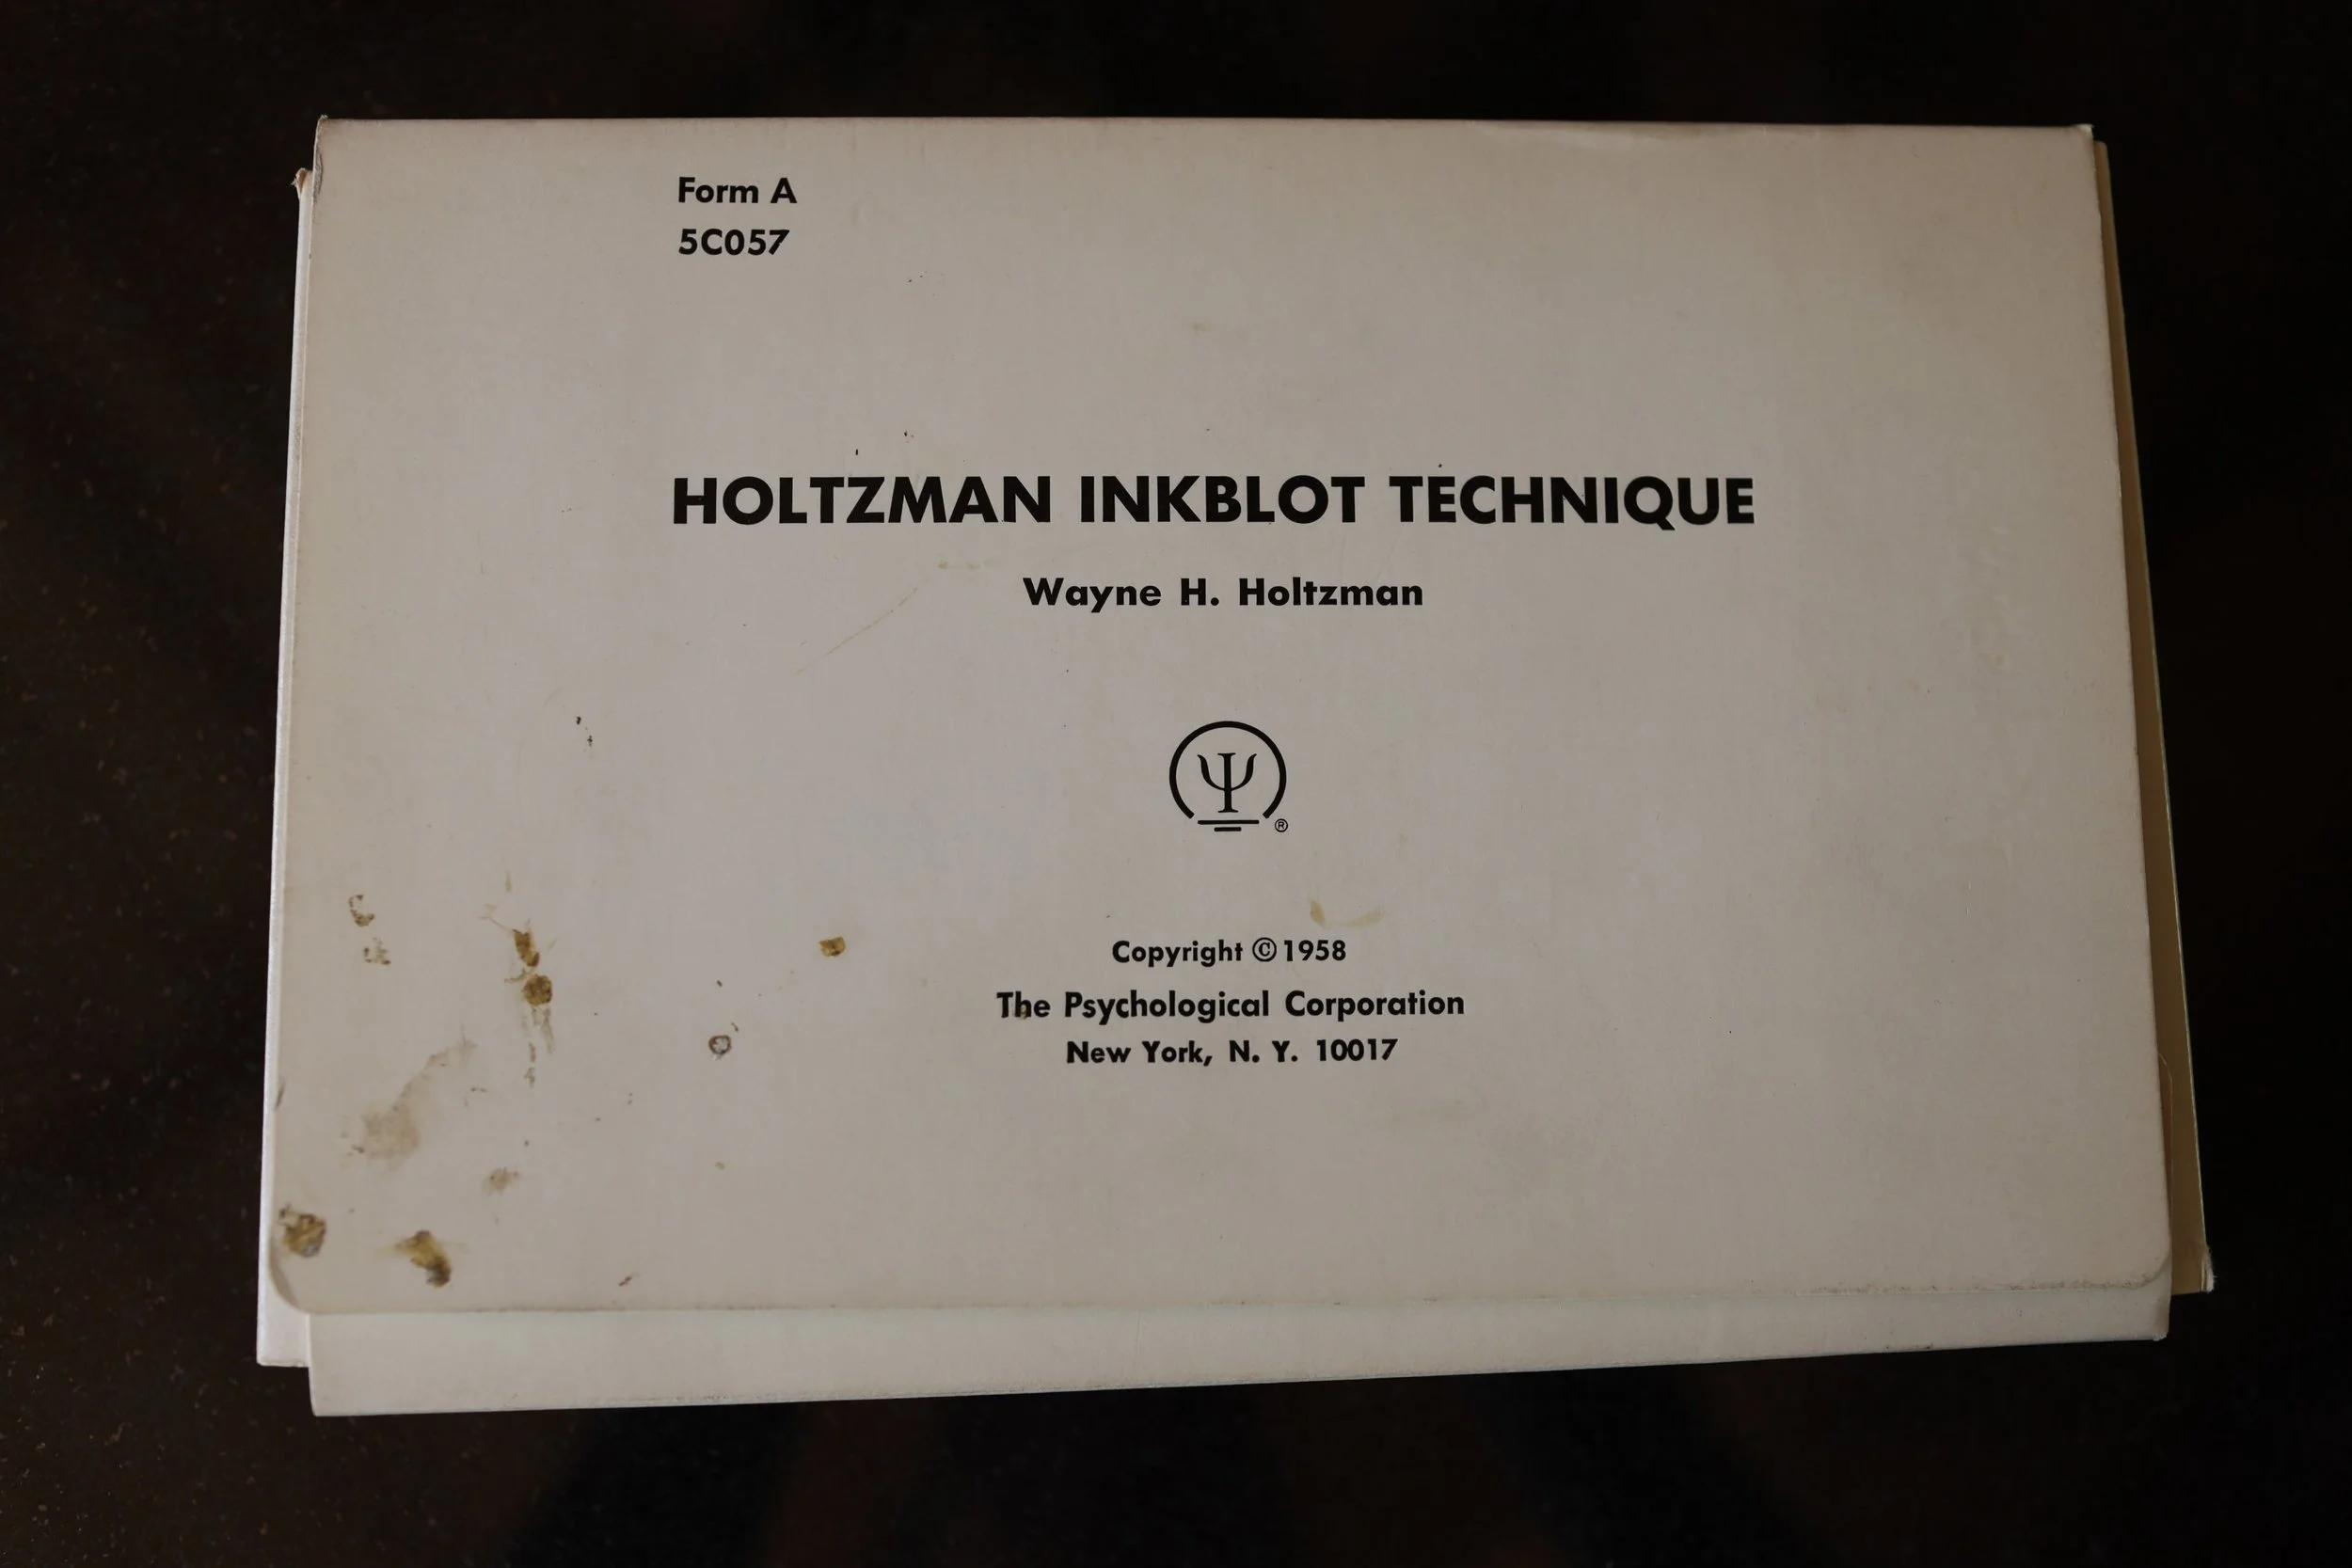 Form A
5C057
HOLTZMAN INKBLOT TECHNIQUE
Wayne H. Holtzman
Ψ
®
Copyright © 1958
The Psychological Corporation
New York, N. Y. 10017